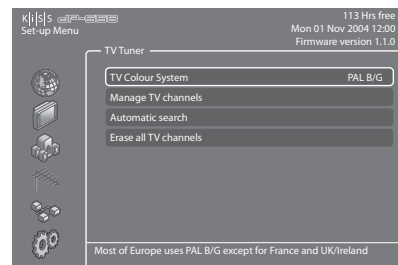 K|i|S|S DP-558
113 Hrs free
Set-up Menu
Mon 01 Nov 2004 12:00
Firmware version 1.1.0
TV Tuner
TV Colour System PAL B/G
Manage TV channels
Automatic search
Erase all TV channels
Most of Europe uses PAL B/G except for France and UK/Ireland